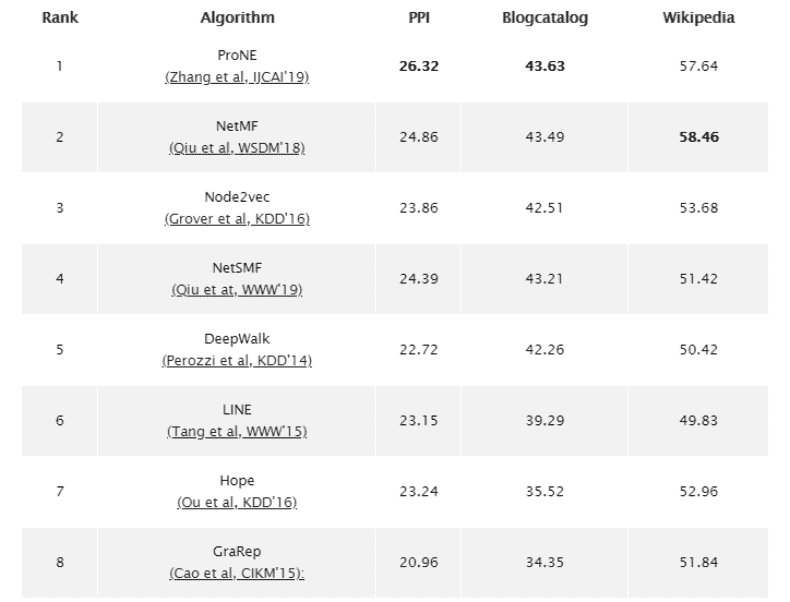 Rank Algorithm PPI Blogcatalog Wikipedia
ProNE
1 26.32 43.63 57.64
(Zhang et al, IJCAI'19)
NetMF
2 24.86 43.49 58.46
(Qiu et al, WSDM'18)
Node2vec
3 23.86 42.51 53.68
(Grover et al, KDD'16)
NetSMF
4 24.39 43.21 51.42
(Qiu et at, WWW'19)
DeepWalk
5 22.72 42.26 50.42
(Perozzi et al, KDD'14)
LINE
6 23.15 39.29 49.83
(Tang et al, WWW'15)
Hope
7 23.24 35.52 52.96
(Ou et al, KDD'16)
GraRep
8 20.96 34.35 51.84
(Cao et al, CIKM'15):